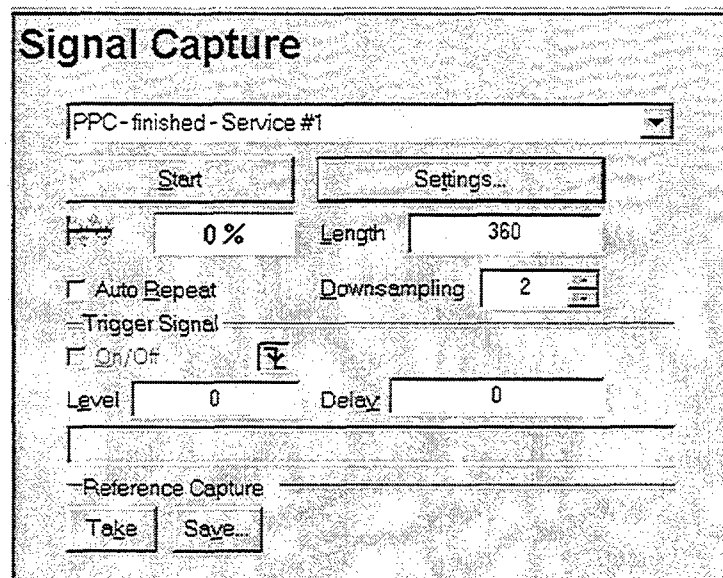 Signal Capture
PPC - finished - Service #1
Start Settings...
0 % Length 360
Auto Repeat Downsampling 2
Trigger Signal
On/Off
Level 0 Delay 0
Reference Capture
Take Save...